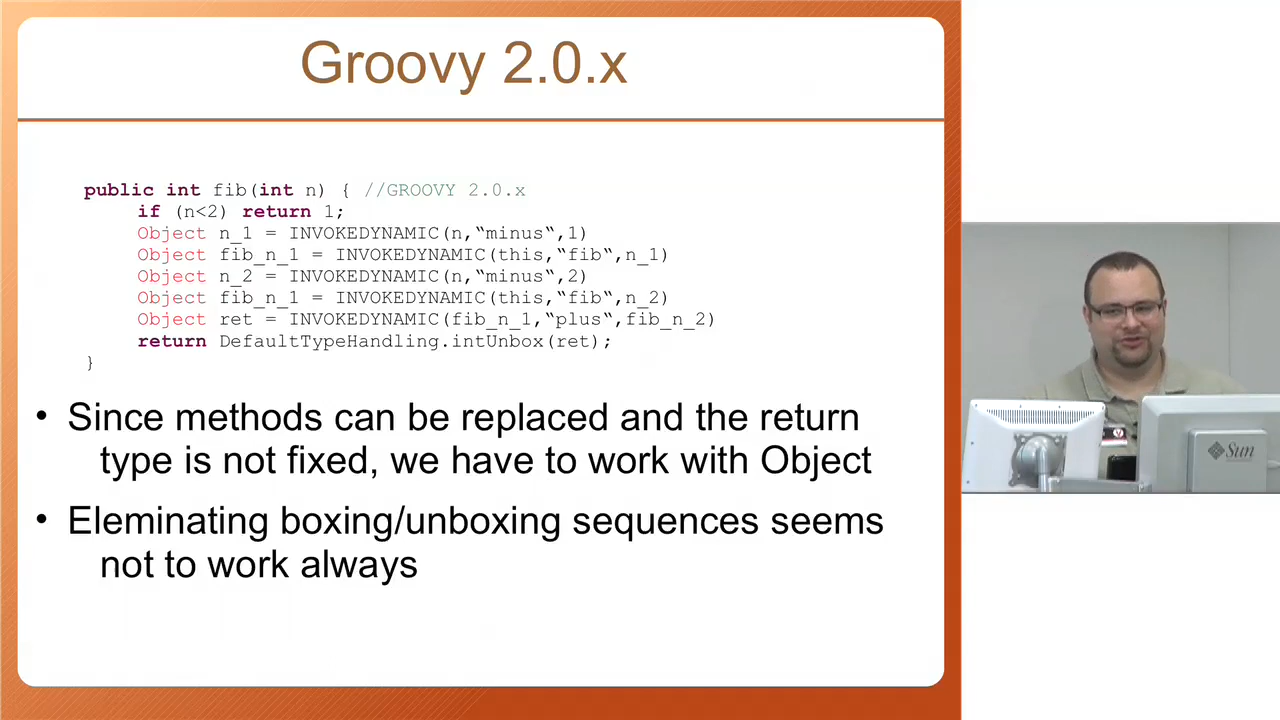 Groovy 2.0.x
public int fib(int n) { //GROOVY 2.0.x
if (n<2) return 1;
Object n_1 = INVOKEDYNAMIC(n,“minus“,1)
Object fib_n_1 = INVOKEDYNAMIC(this,“fib“,n_1)
Object n_2 = INVOKEDYNAMIC(n,“minus“,2)
Object fib_n_1 = INVOKEDYNAMIC(this,“fib“,n_2)
Object ret = INVOKEDYNAMIC(fib_n_1,“plus“,fib_n_2)
return DefaultTypeHandling.intUnbox(ret);
}
• Since methods can be replaced and the return
type is not fixed, we have to work with Object
• Eleminating boxing/unboxing sequences seems
not to work always
Sun